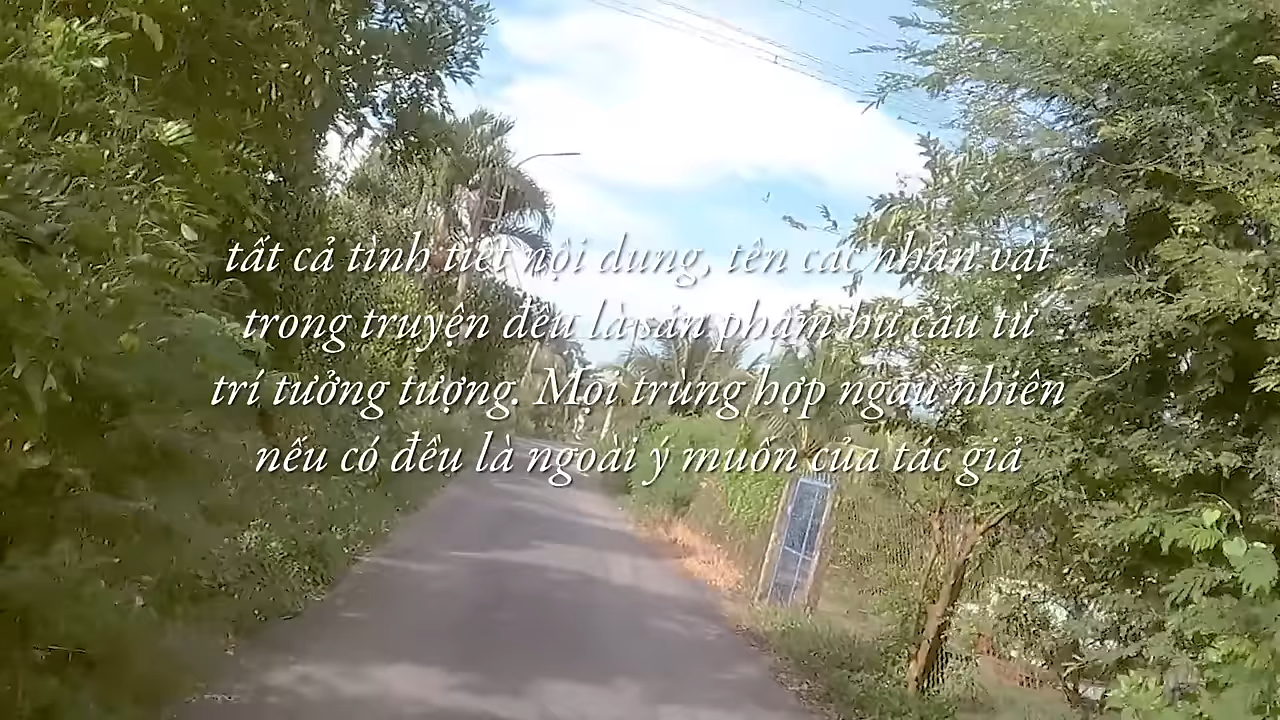 tất cả tình tiết nội dung, tên các nhân vật
trong truyện đều là sản phẩm hư cấu từ
trí tưởng tượng. Mọi trùng hợp ngẫu nhiên
nếu có đều là ngoài ý muốn của tác giả